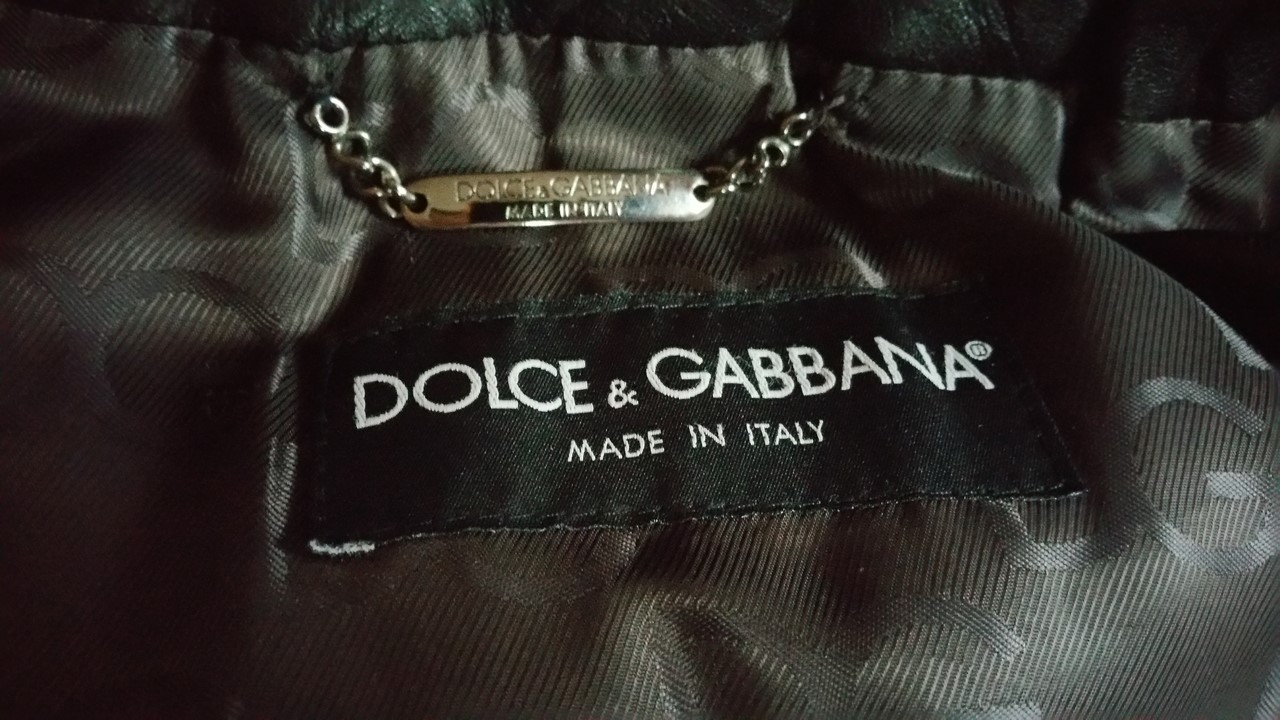 DOLCE & GABBANA
MADE IN ITALY
DOLCE & GABBANA®
MADE IN ITALY
G